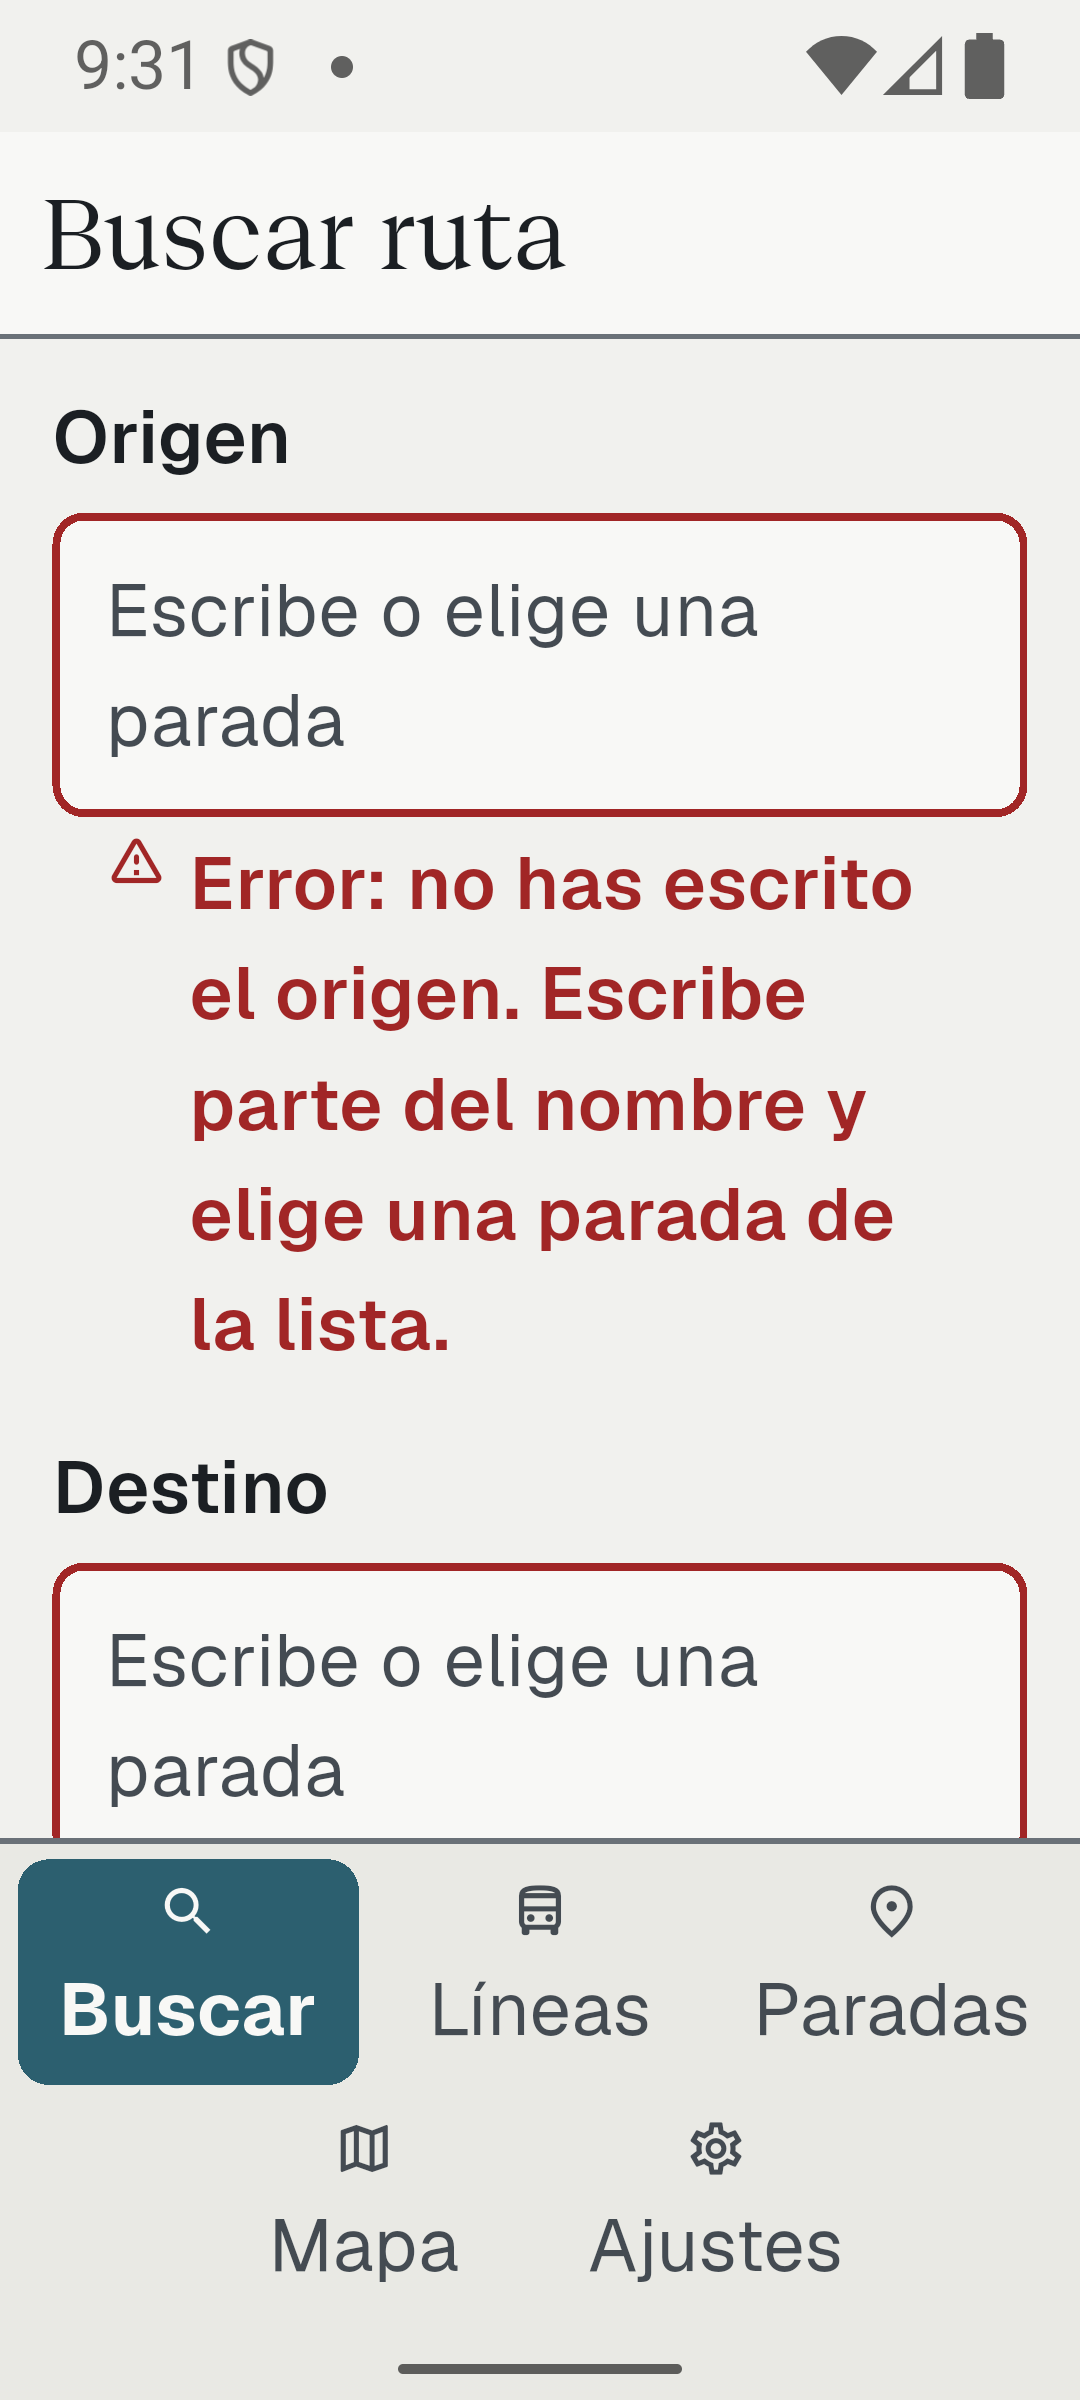 9:31
Buscar ruta
Origen
Escribe o elige una
parada
Error: no has escrito
el origen. Escribe
parte del nombre y
elige una parada de
la lista.
Destino
Escribe o elige una
parada
Buscar
Líneas
Paradas
Mapa
Ajustes